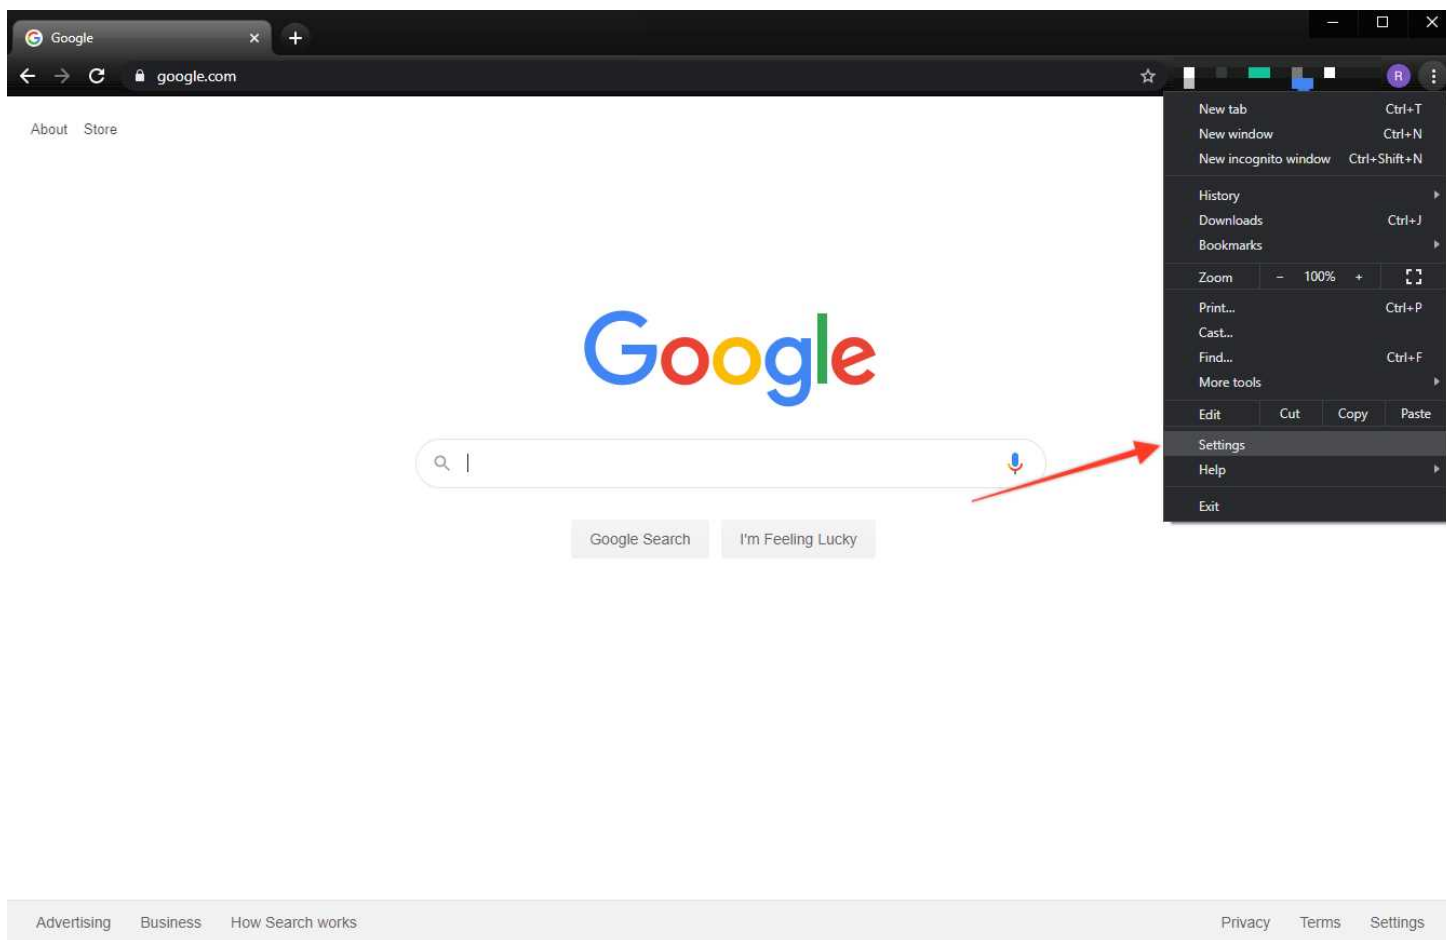 Google
google.com
R
About Store
New tab Ctrl+T
New window Ctrl+N
New incognito window Ctrl+Shift+N
History
Downloads Ctrl+J
Bookmarks
Zoom - 100% +
Print... Ctrl+P
Cast...
Find... Ctrl+F
More tools
Edit Cut Copy Paste
Settings
Help
Exit
Google
Google Search I'm Feeling Lucky
Advertising Business How Search works Privacy Terms Settings